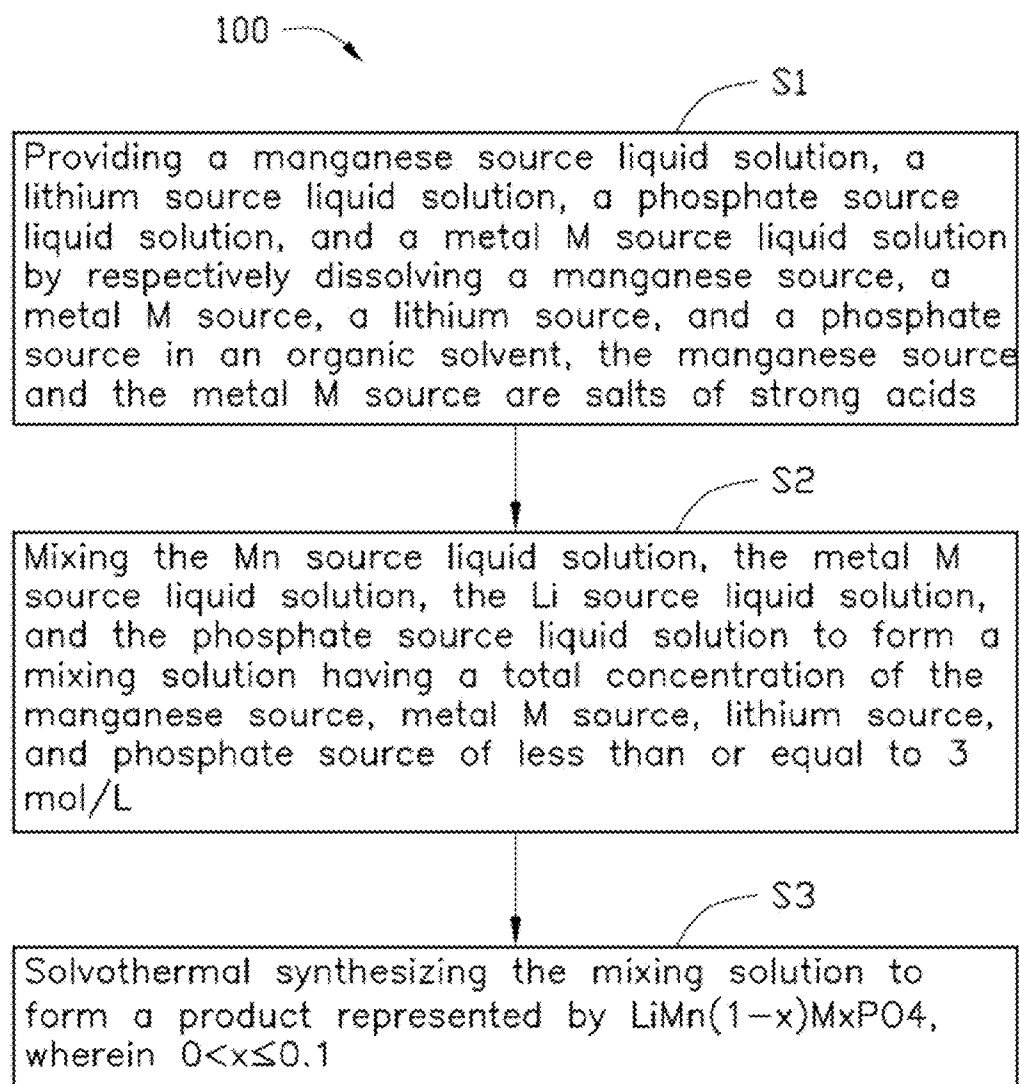 100
S1
Providing a manganese source liquid solution, a
lithium source liquid solution, a phosphate source
liquid solution, and a metal M source liquid solution
by respectively dissolving a manganese source, a
metal M source, a lithium source, and a phosphate
source in an organic solvent, the manganese source
and the metal M source are salts of strong acids
S2
Mixing the Mn source liquid solution, the metal M
source liquid solution, the Li source liquid solution,
and the phosphate source liquid solution to form a
mixing solution having a total concentration of the
manganese source, metal M source, lithium source,
and phosphate source of less than or equal to 3
mol/L
S3
Solvothermal synthesizing the mixing solution to
form a product represented by LiMn(1-x)MxPO4,
wherein 0<x≤0.1